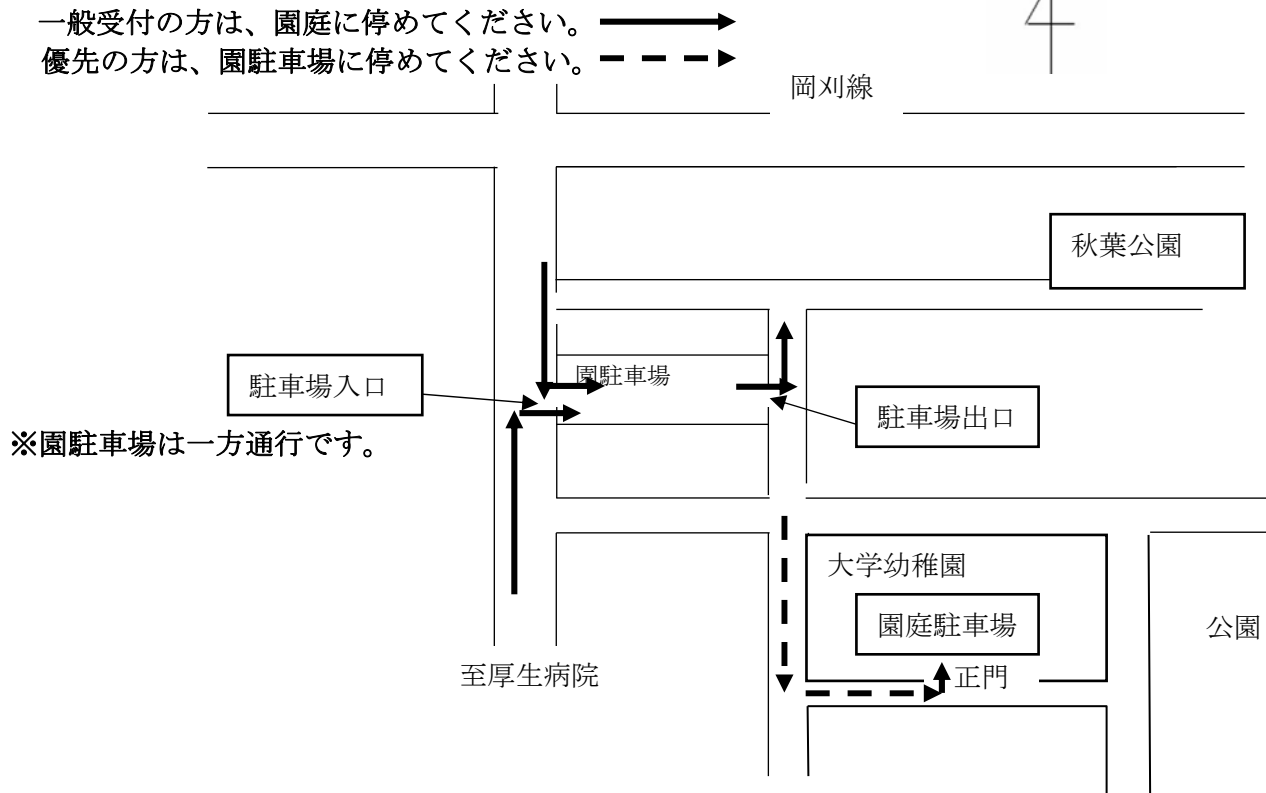 一般受付の方は、園庭に停めてください。
優先の方は、園駐車場に停めてください。
岡刈線
秋葉公園
駐車場入口
園駐車場
駐車場出口
※園駐車場は一方通行です。
大学幼稚園
園庭駐車場
公園
至厚生病院
正門